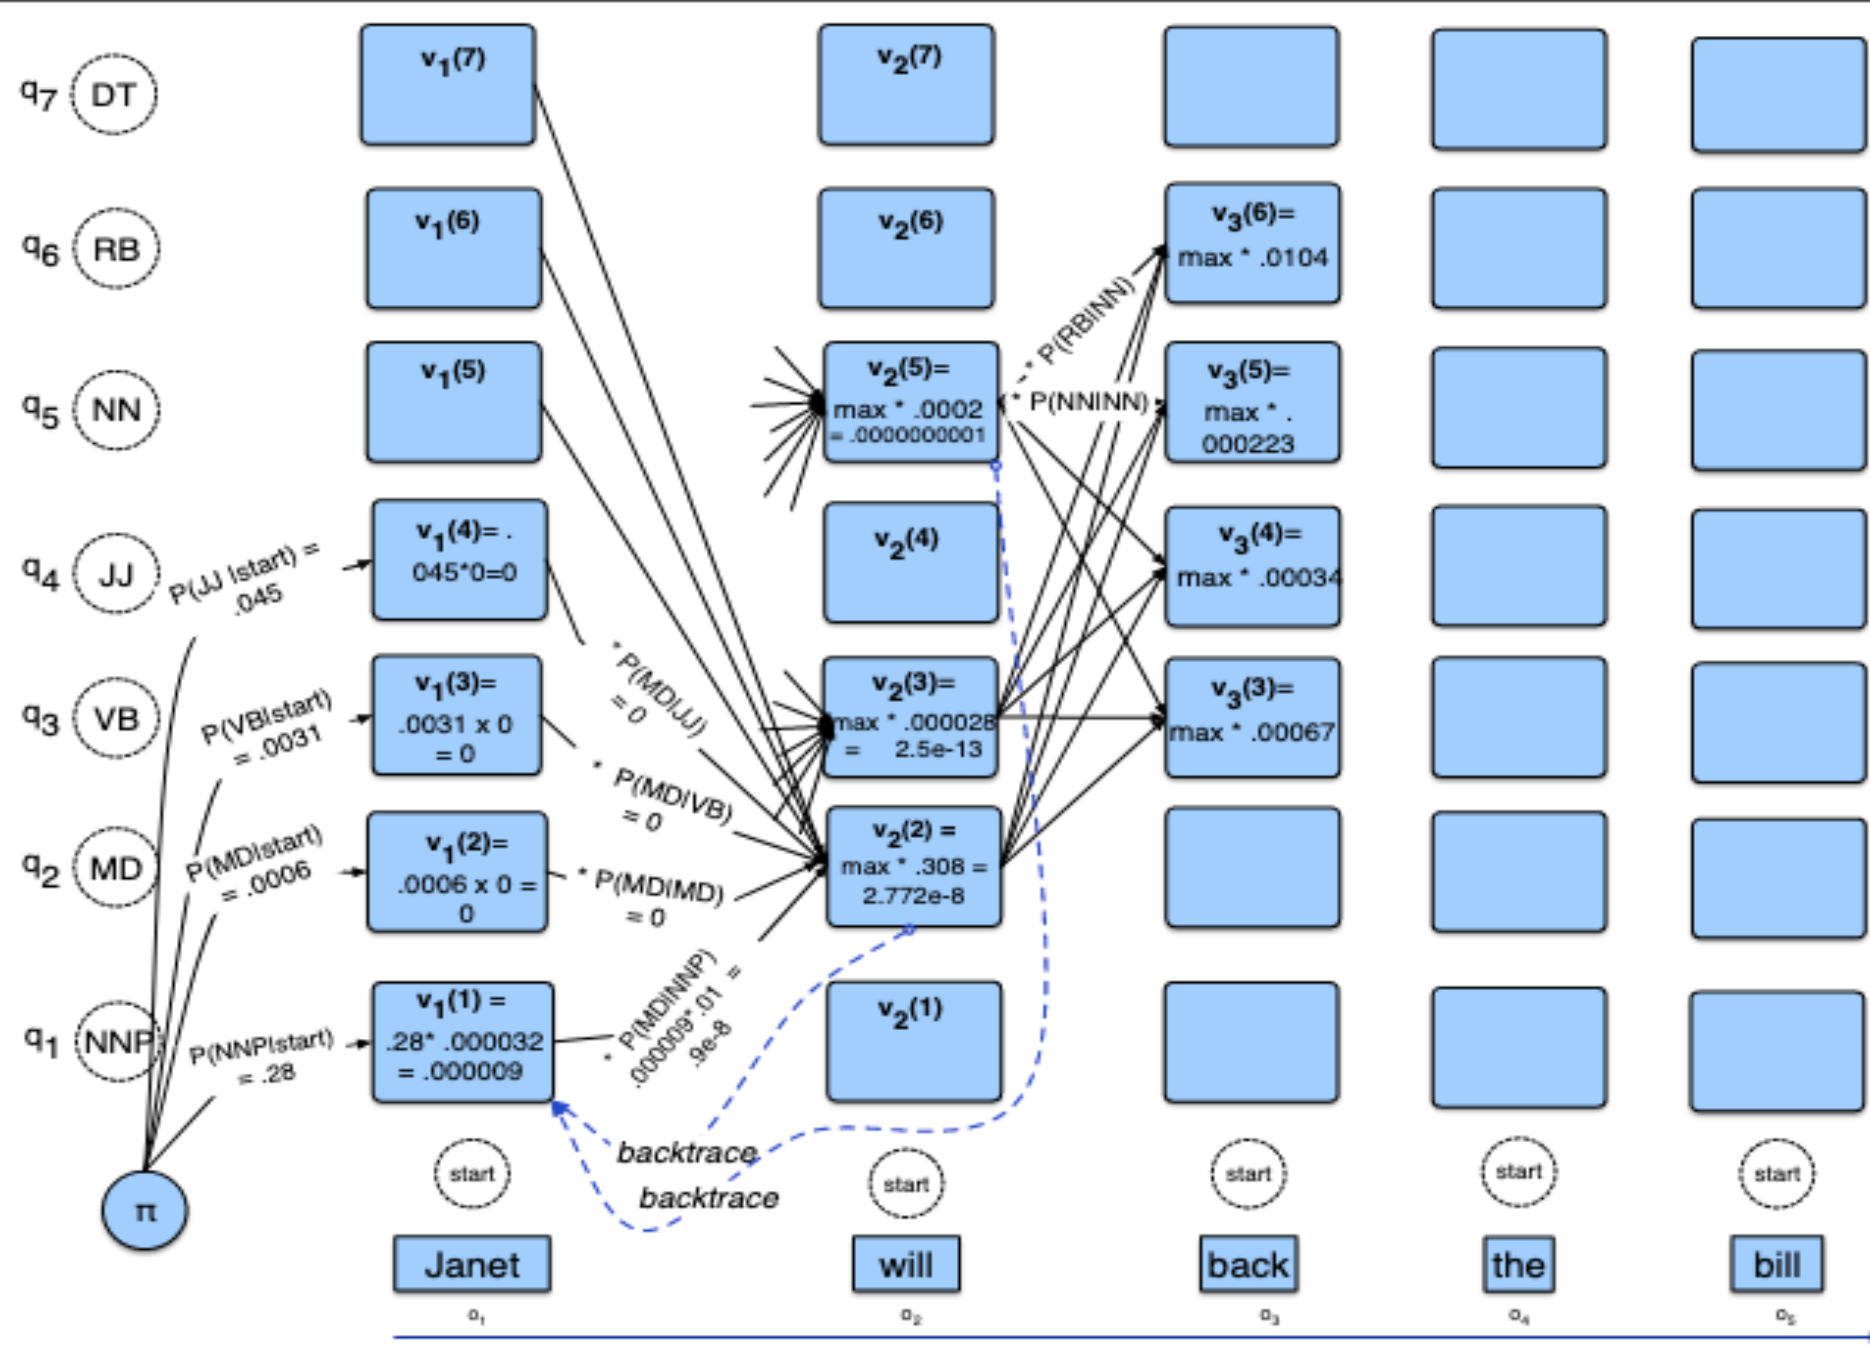 q7 DT
v1(7)
v2(7)
q6 RB
v1(6)
v2(6)
v3(6)=
max * .0104
q5 NN
v1(5)
v2(5)=
max * .0002
= .0000000001
* P(RB|NN)
* P(NN|NN)
v3(5)=
max * .
000223
q4 JJ
P(JJ |start) =
.045
v1(4)= .
045*0=0
* P(MD|JJ)
= 0
v2(4)
v3(4)=
max * .00034
q3 VB
P(VB|start)
= .0031
v1(3)=
.0031 x 0
= 0
* P(MD|VB)
= 0
v2(3)=
max * .000028
= 2.5e-13
v3(3)=
max * .00067
q2 MD
P(MD|start)
= .0006
v1(2)=
.0006 x 0 =
0
* P(MD|MD)
= 0
v2(2) =
max * .308 =
2.772e-8
q1 NNP
P(NNP|start)
= .28
v1(1) =
.28* .000032
= .000009
* P(MD|NNP)
.000009*.01 =
.9e-8
v2(1)
backtrace
backtrace
π
start
start
start
start
start
Janet
will
back
the
bill
o1
o2
o3
o4
o5